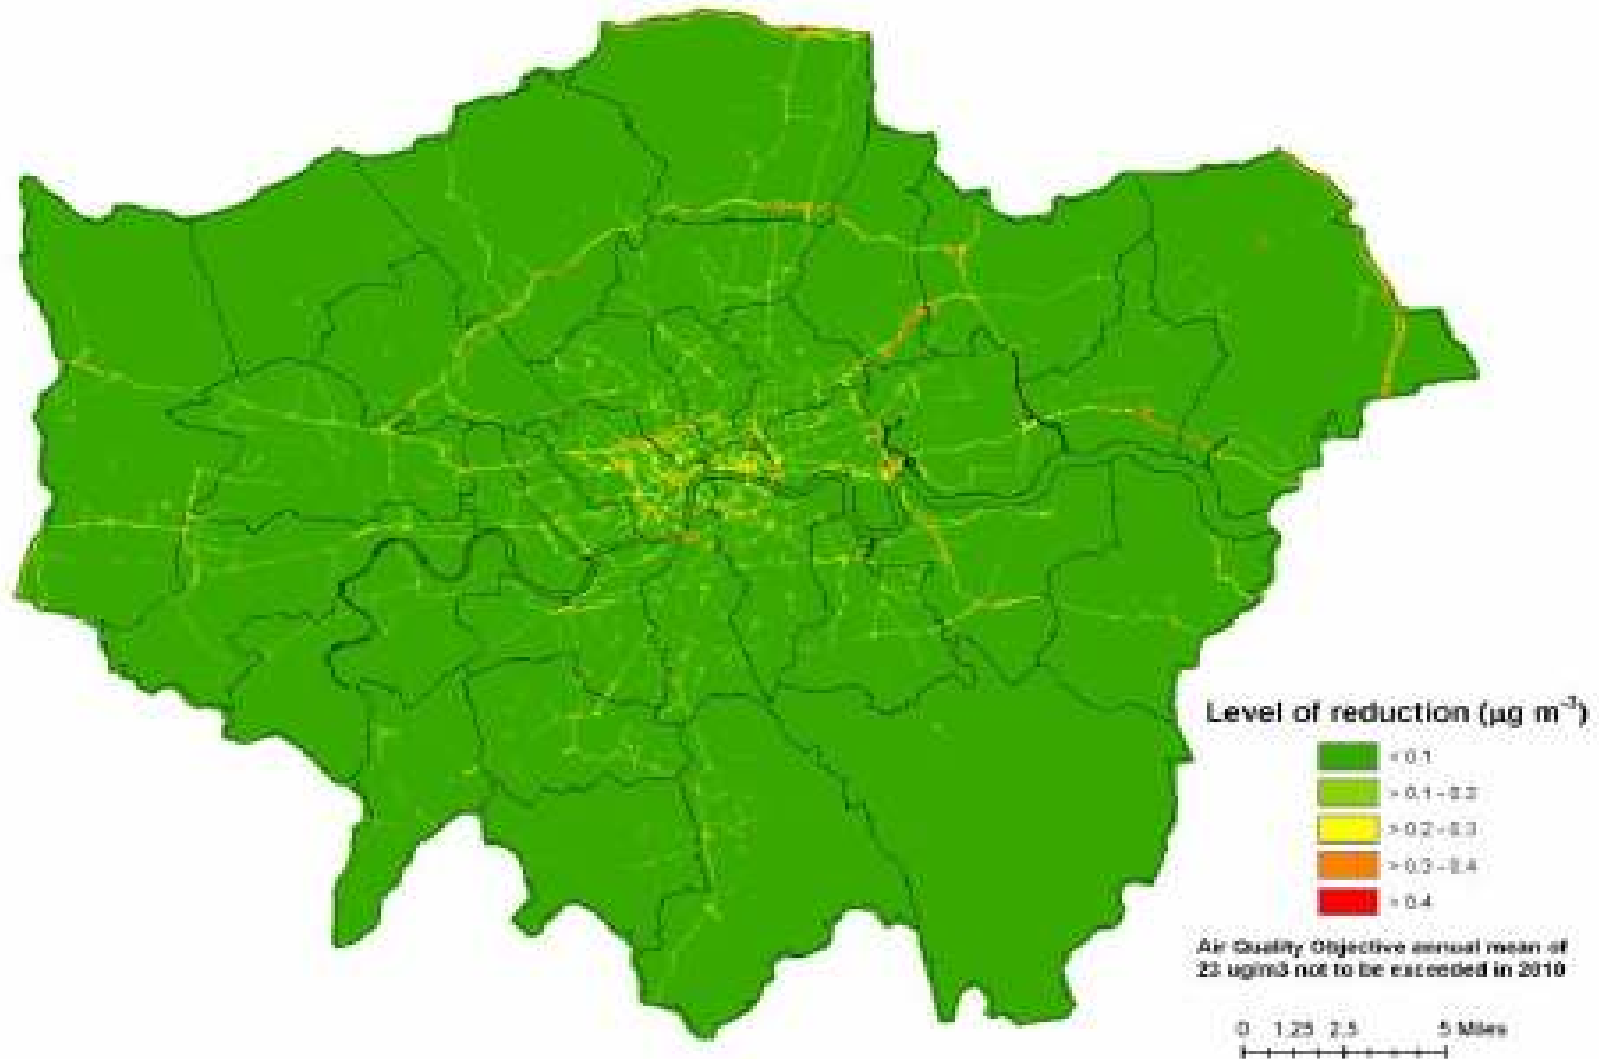 Level of reduction (µg m⁻³)
< 0.1
> 0.1 - 0.2
> 0.2 - 0.3
> 0.3 - 0.4
> 0.4
Air Quality Objective annual mean of
23 ug/m3 not to be exceeded in 2010
0 1.25 2.5 5 Miles